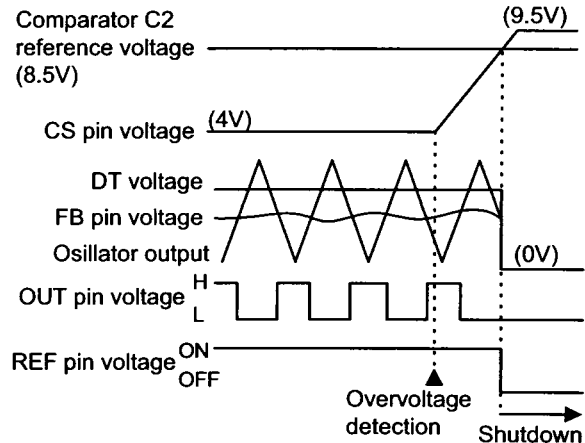 Comparator C2
reference voltage
(8.5V)
(9.5V)
CS pin voltage
(4V)
DT voltage
FB pin voltage
Osillator output
(0V)
OUT pin voltage
H
L
REF pin voltage
ON
OFF
Overvoltage
detection
Shutdown